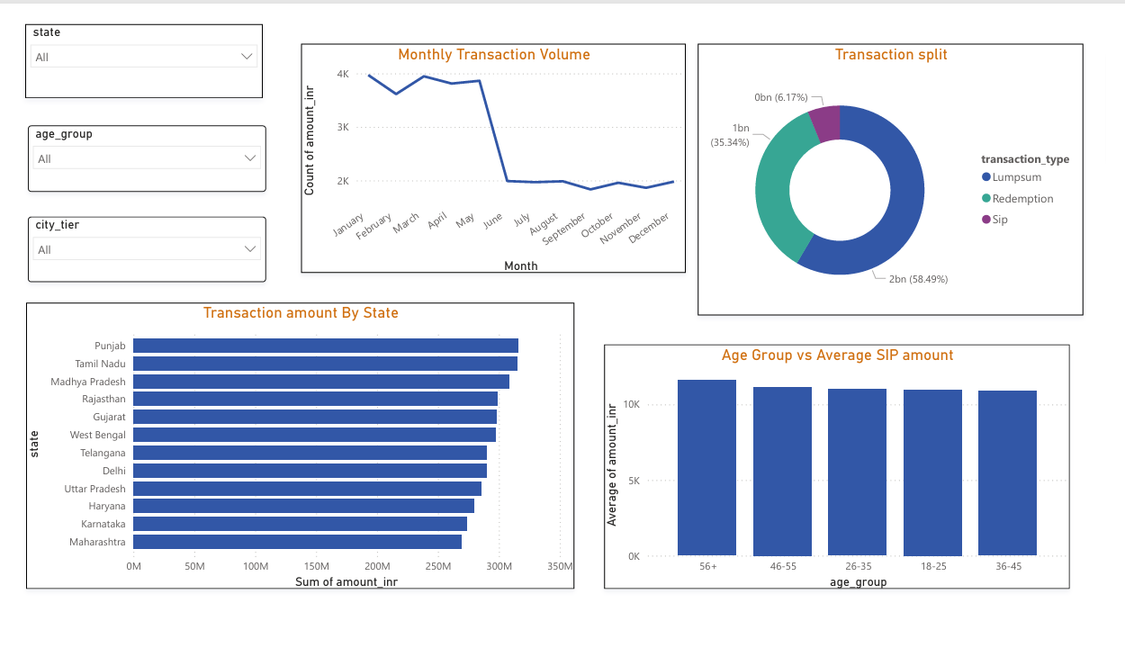 state
All
age_group
All
city_tier
All
Monthly Transaction Volume
Count of amount_inr
4K
3K
2K
January
February
March
April
May
June
July
August
September
October
November
December
Month
Transaction split
0bn (6.17%)
1bn
(35.34%)
2bn (58.49%)
transaction_type
Lumpsum
Redemption
Sip
Transaction amount By State
state
Punjab
Tamil Nadu
Madhya Pradesh
Rajasthan
Gujarat
West Bengal
Telangana
Delhi
Uttar Pradesh
Haryana
Karnataka
Maharashtra
0M
50M
100M
150M
200M
250M
300M
350M
Sum of amount_inr
Age Group vs Average SIP amount
Average of amount_inr
10K
5K
0K
56+
46-55
26-35
18-25
36-45
age_group